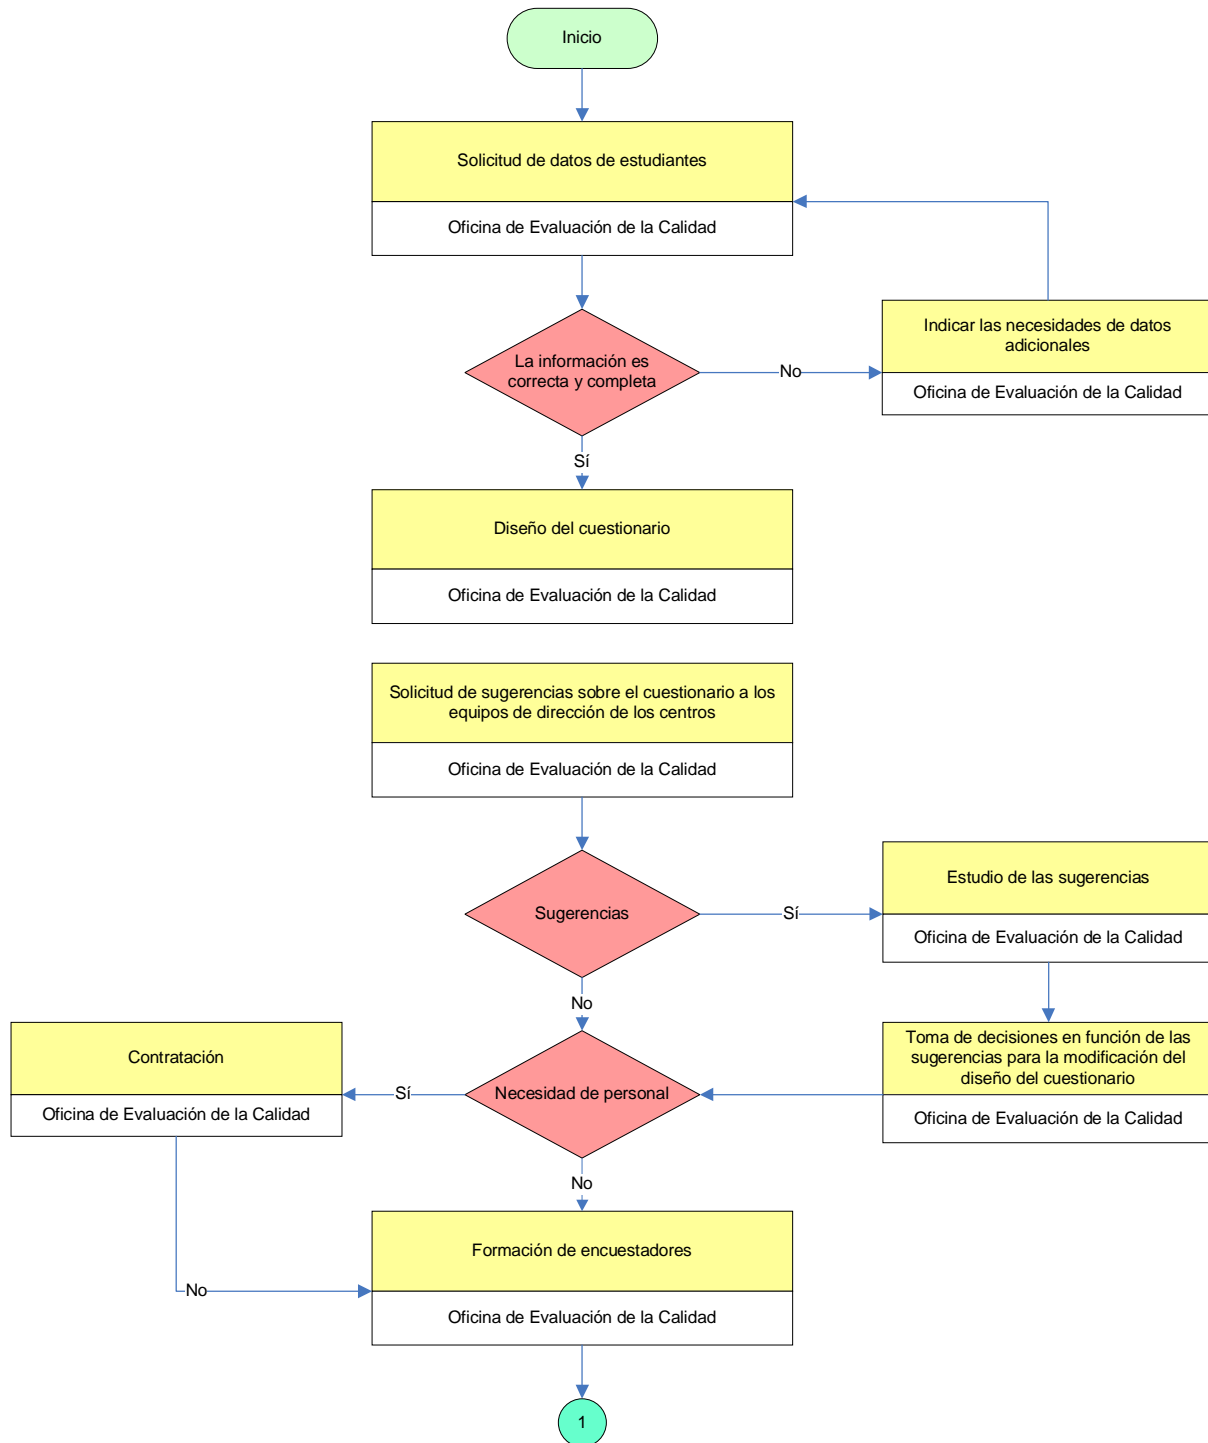 Inicio
Solicitud de datos de estudiantes
Oficina de Evaluación de la Calidad
Indicar las necesidades de datos
adicionales
Oficina de Evaluación de la Calidad
La información es
correcta y completa
No
Sí
Diseño del cuestionario
Oficina de Evaluación de la Calidad
Solicitud de sugerencias sobre el cuestionario a los
equipos de dirección de los centros
Oficina de Evaluación de la Calidad
Sugerencias
Sí
Estudio de las sugerencias
Oficina de Evaluación de la Calidad
No
Contratación
Oficina de Evaluación de la Calidad
Sí
Necesidad de personal
Toma de decisiones en función de las
sugerencias para la modificación del
diseño del cuestionario
Oficina de Evaluación de la Calidad
No
Formación de encuestadores
Oficina de Evaluación de la Calidad
No
1